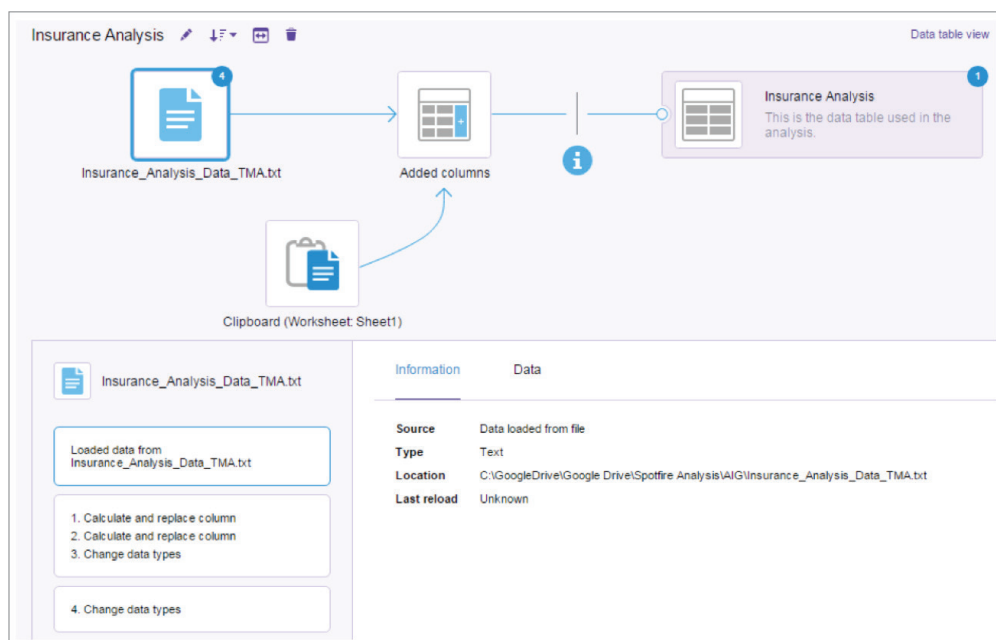 Insurance Analysis
Data table view
4
1
Insurance Analysis
This is the data table used in the
analysis.
Insurance_Analysis_Data_TMA.txt
Added columns
Clipboard (Worksheet: Sheet1)
Insurance_Analysis_Data_TMA.txt
Loaded data from
Insurance_Analysis_Data_TMA.txt
1. Calculate and replace column
2. Calculate and replace column
3. Change data types
4. Change data types
Information Data
Source Data loaded from file
Type Text
Location C:\GoogleDrive\Google Drive\Spotfire Analysis\AIG\Insurance_Analysis_Data_TMA.txt
Last reload Unknown